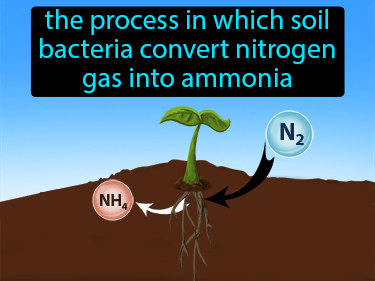 the process in which soil
bacteria convert nitrogen
gas into ammonia
N₂
NH₄